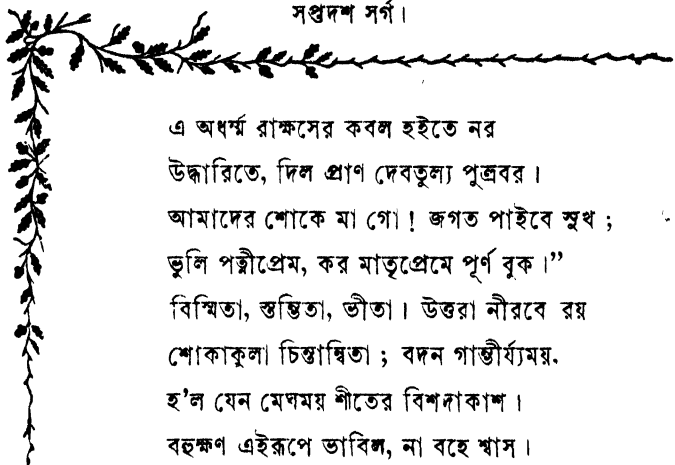 সপ্তদশ সর্গ।
এ অধর্ম্ম রাক্ষসের কবল হইতে নর
উদ্ধারিতে, দিল প্রাণ দেবতুল্য পুত্রবর।
আমাদের শোকে মা গো! জগত পাইবে সুখ;
ভুলি পত্নীপ্রেম, কর মাতৃপ্রেমে পূর্ণ বুক।”
বিস্মিতা, স্তম্ভিতা, ভীতা। উত্তরা নীরবে রয়
শোকাকুলা চিন্তান্বিতা; বদন গাম্ভীর্য্যময়.
হ'ল যেন মেঘময় শীতের বিশদাকাশ।
বহুক্ষণ এইরূপে ভাবিল, না বহে শ্বাস।